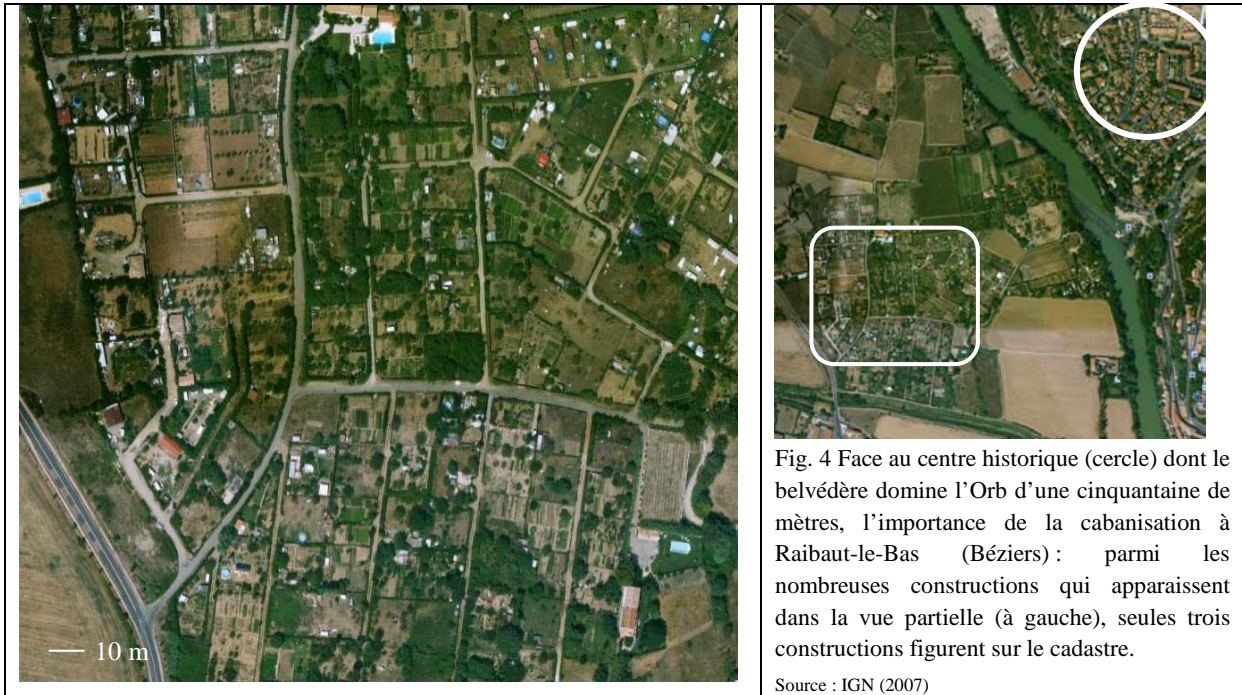 10 m
Fig. 4 Face au centre historique (cercle) dont le
belvédère domine l’Orb d’une cinquantaine de
mètres, l’importance de la cabanisation à
Raibaut-le-Bas (Béziers) : parmi les
nombreuses constructions qui apparaissent
dans la vue partielle (à gauche), seules trois
constructions figurent sur le cadastre.
Source : IGN (2007)